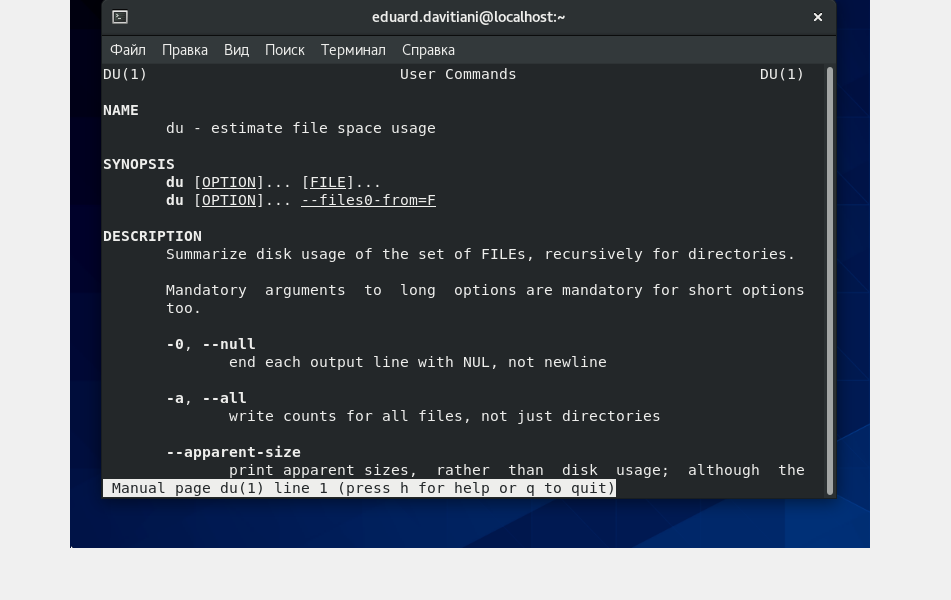 eduard.davitiani@localhost:~
Файл Правка Вид Поиск Терминал Справка
DU(1) User Commands DU(1)
NAME
du - estimate file space usage
SYNOPSIS
du [OPTION]... [FILE]...
du [OPTION]... --files0-from=F
DESCRIPTION
Summarize disk usage of the set of FILEs, recursively for directories.
Mandatory arguments to long options are mandatory for short options
too.
-0, --null
end each output line with NUL, not newline
-a, --all
write counts for all files, not just directories
--apparent-size
print apparent sizes, rather than disk usage; although the
Manual page du(1) line 1 (press h for help or q to quit)